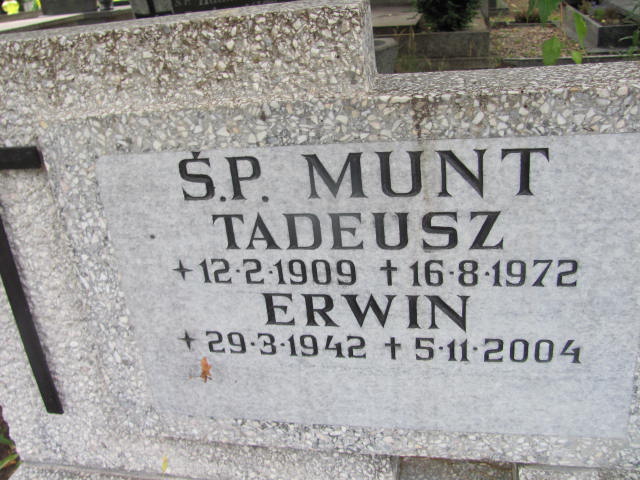 Ś.P. MUNT
TADEUSZ
+12·2·1909 †16·8·1972
ERWIN
+29·3·1942 †5·11·2004